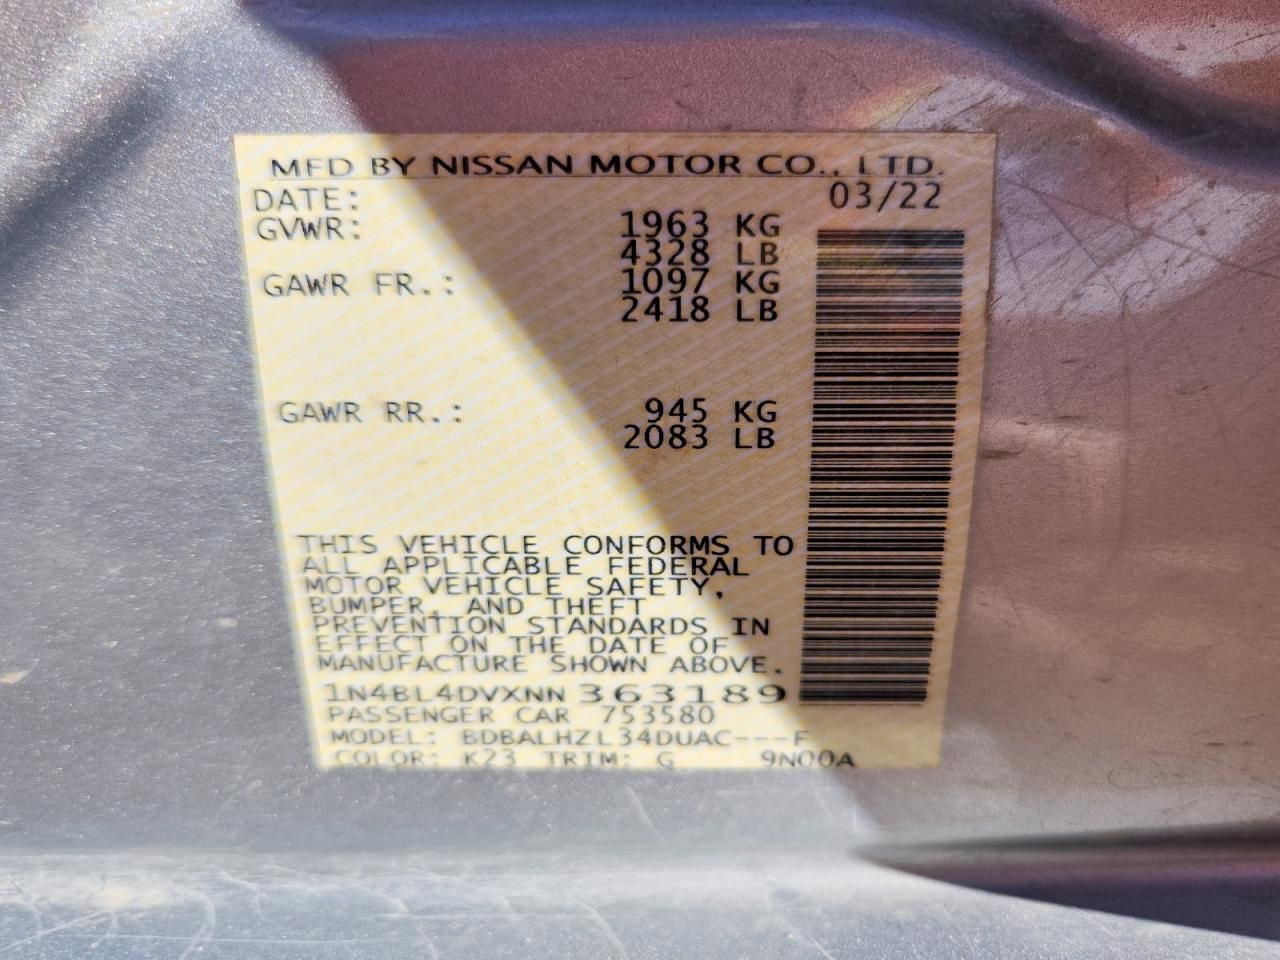 MFD BY NISSAN MOTOR CO., LTD.
DATE: 03/22
GVWR: 1963 KG
4328 LB
GAWR FR.: 1097 KG
2418 LB
GAWR RR.: 945 KG
2083 LB
THIS VEHICLE CONFORMS TO
ALL APPLICABLE FEDERAL
MOTOR VEHICLE SAFETY,
BUMPER, AND THEFT
PREVENTION STANDARDS IN
EFFECT ON THE DATE OF
MANUFACTURE SHOWN ABOVE.
1N4BL4DVXNN363189
PASSENGER CAR 753580
MODEL: BDBALHZL34DUAC---F
COLOR: K23 TRIM: G 9N00A